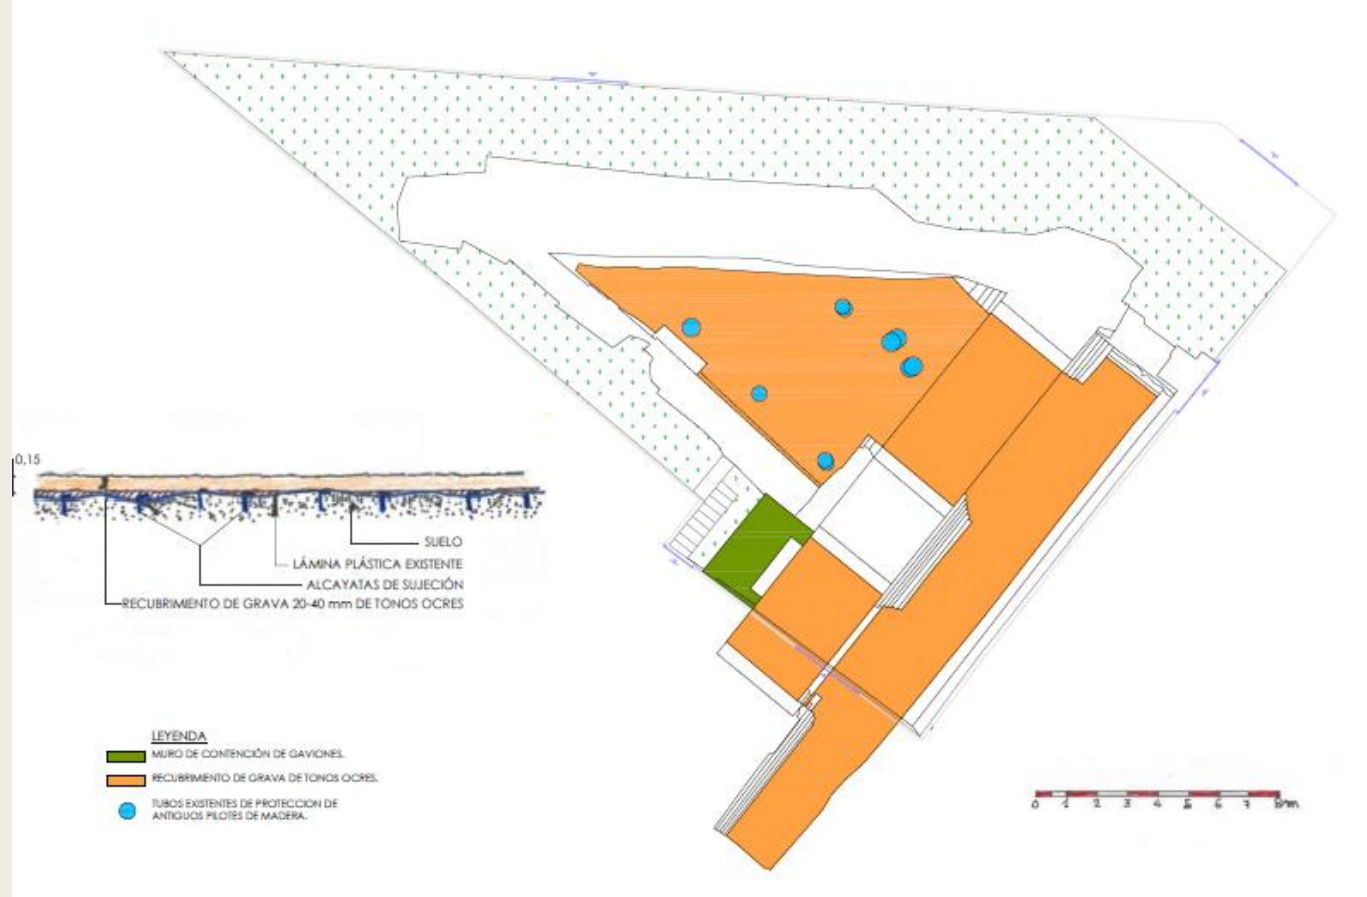 0,15
SUELO
LÁMINA PLÁSTICA EXISTENTE
ALCAYATAS DE SUJECIÓN
RECUBRIMIENTO DE GRAVA 20-40 mm DE TONOS OCRES
LEYENDA
MURO DE CONTENCIÓN DE GAVIONES.
RECUBRIMIENTO DE GRAVA DE TONOS OCRES.
TUBOS EXISTENTES DE PROTECCION DE
ANTIGUOS PILOTES DE MADERA.
0 1 2 3 4 5 6 7 8m